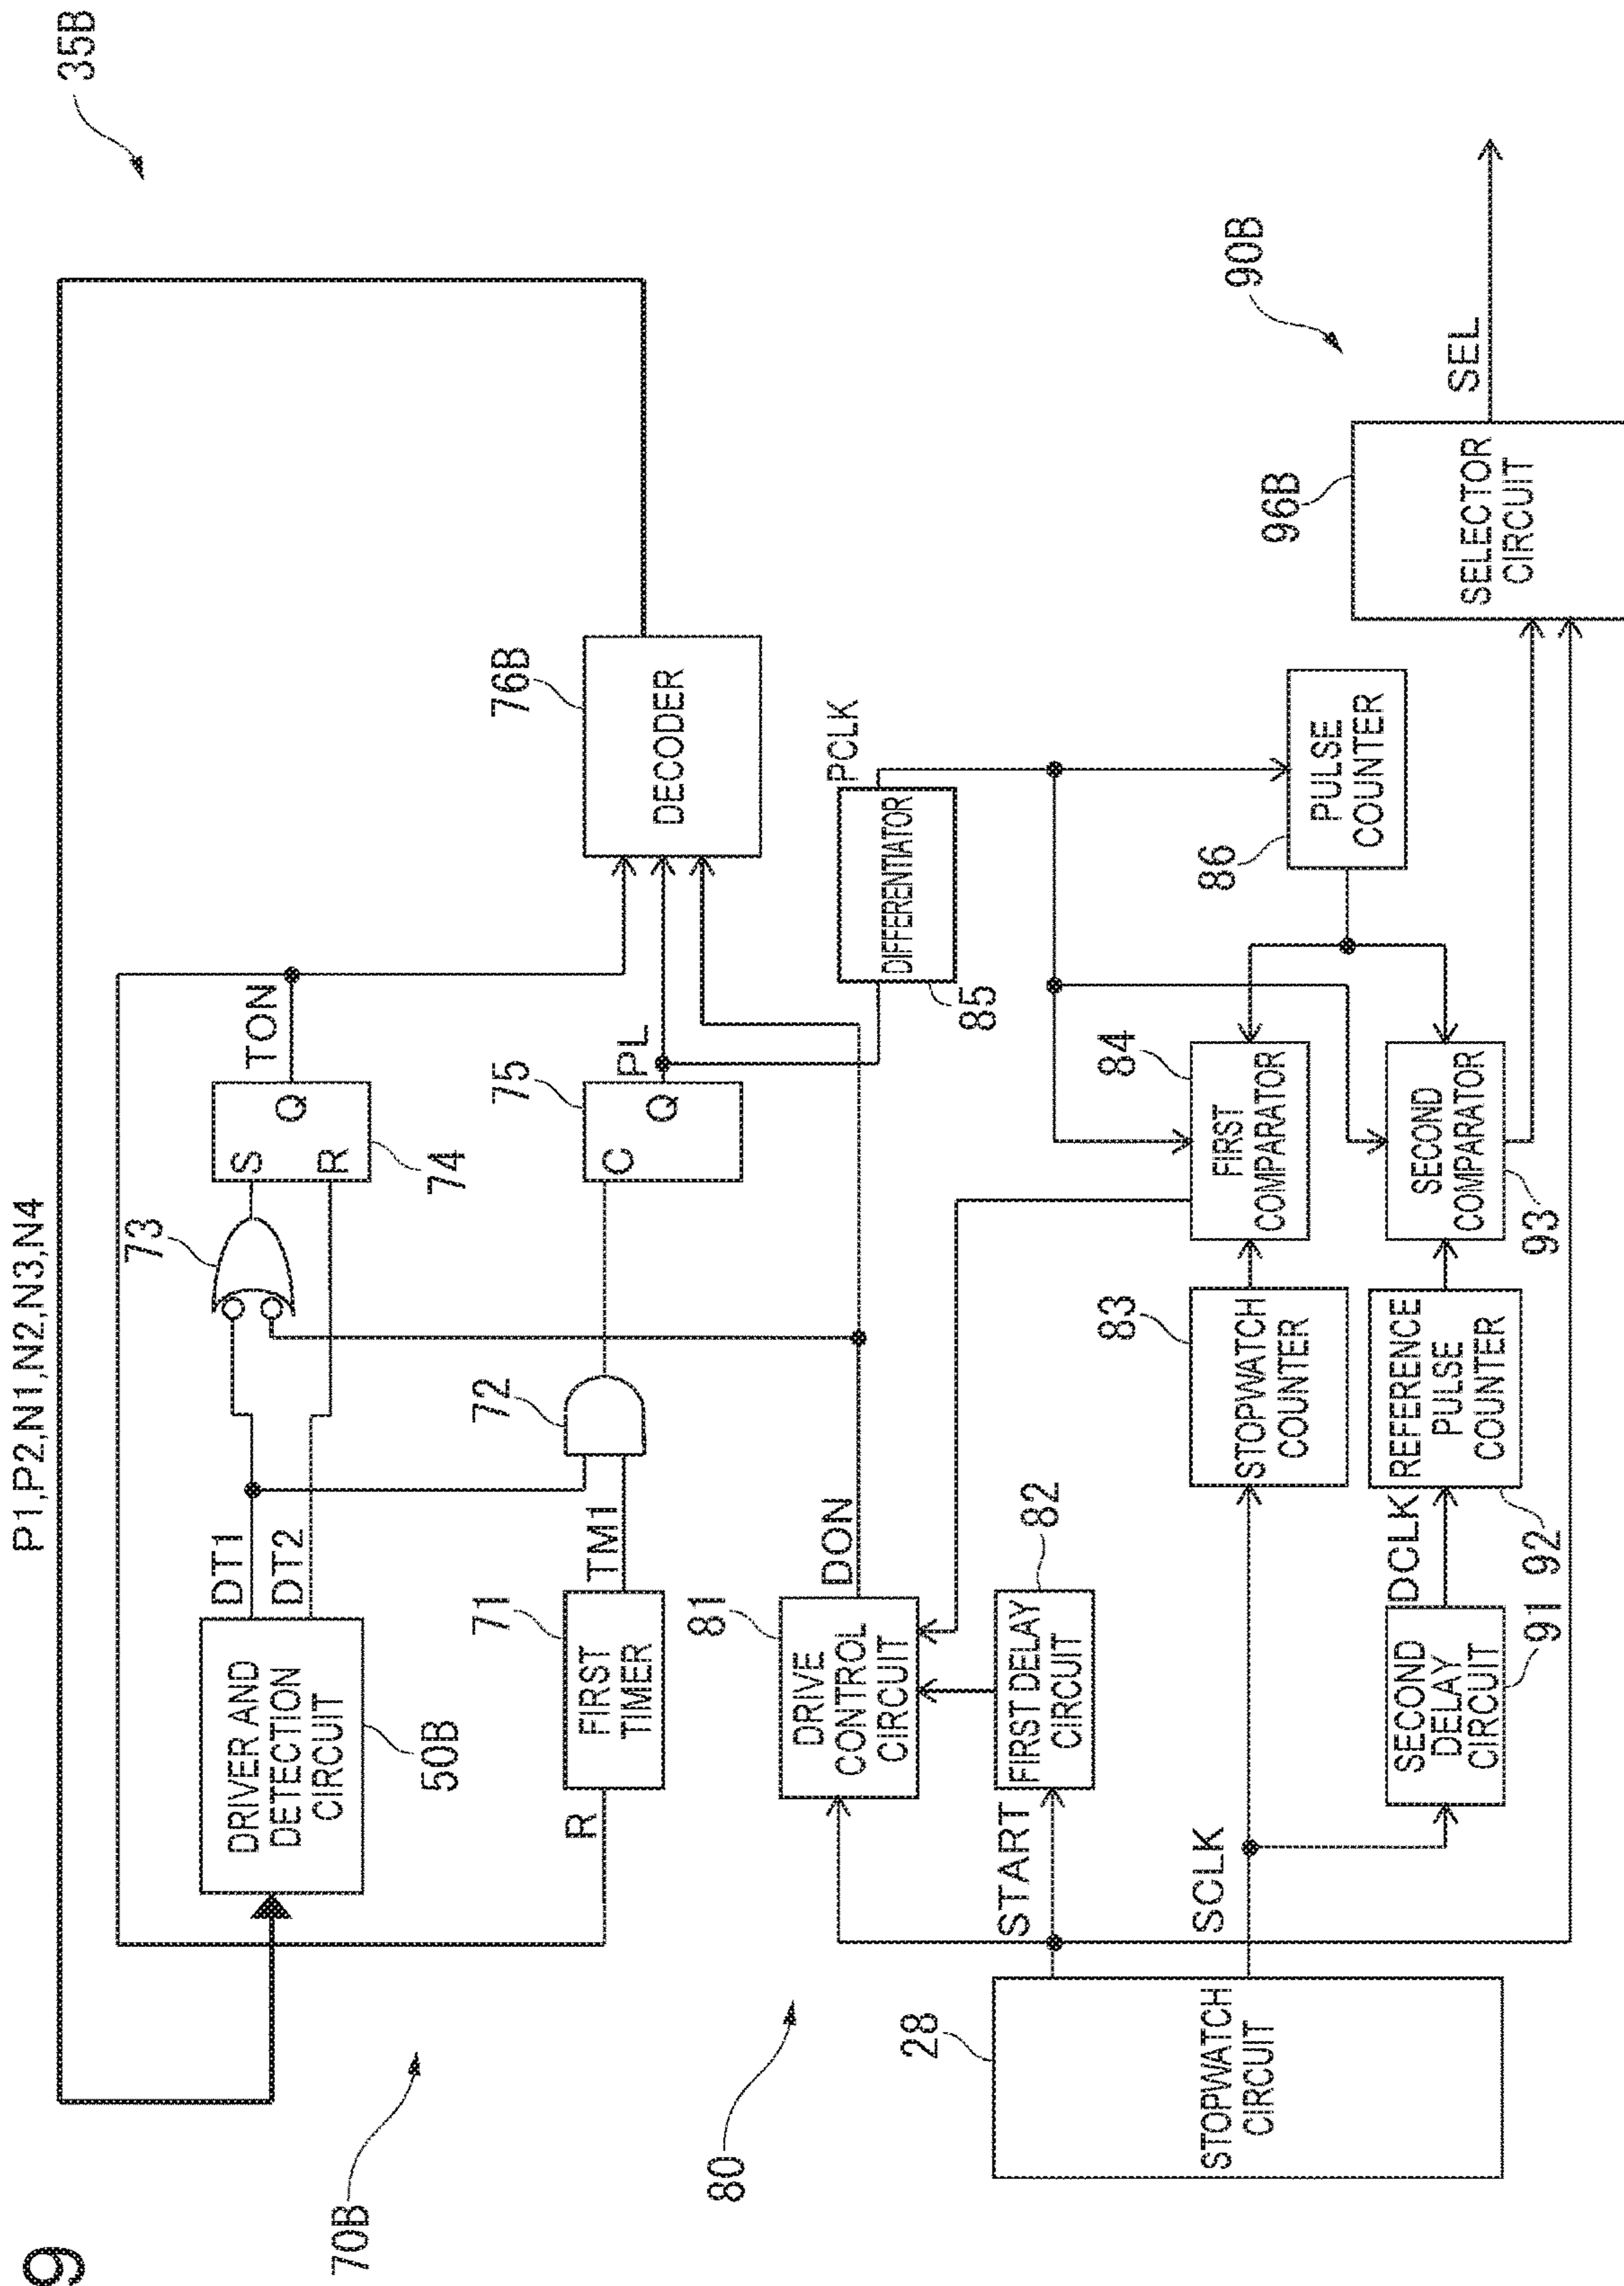 9
35B
P1,P2,N1,N2,N3,N4
70B
DRIVER AND
DETECTION
CIRCUIT
50B
DT1
DT2
73
S
R
Q
74
TON
R
FIRST
TIMER
71
TM1
72
C
Q
75
PL
DECODER
76B
80
DRIVE
CONTROL
CIRCUIT
81
DON
DIFFERENTIATOR
85
PCLK
STOPWATCH
CIRCUIT
28
START
FIRST DELAY
CIRCUIT
82
SCLK
STOPWATCH
COUNTER
83
FIRST
COMPARATOR
84
PULSE
COUNTER
86
SECOND
DELAY
CIRCUIT
91
DCLK
REFERENCE
PULSE
COUNTER
92
SECOND
COMPARATOR
93
SELECTOR
CIRCUIT
96B
SEL
90B